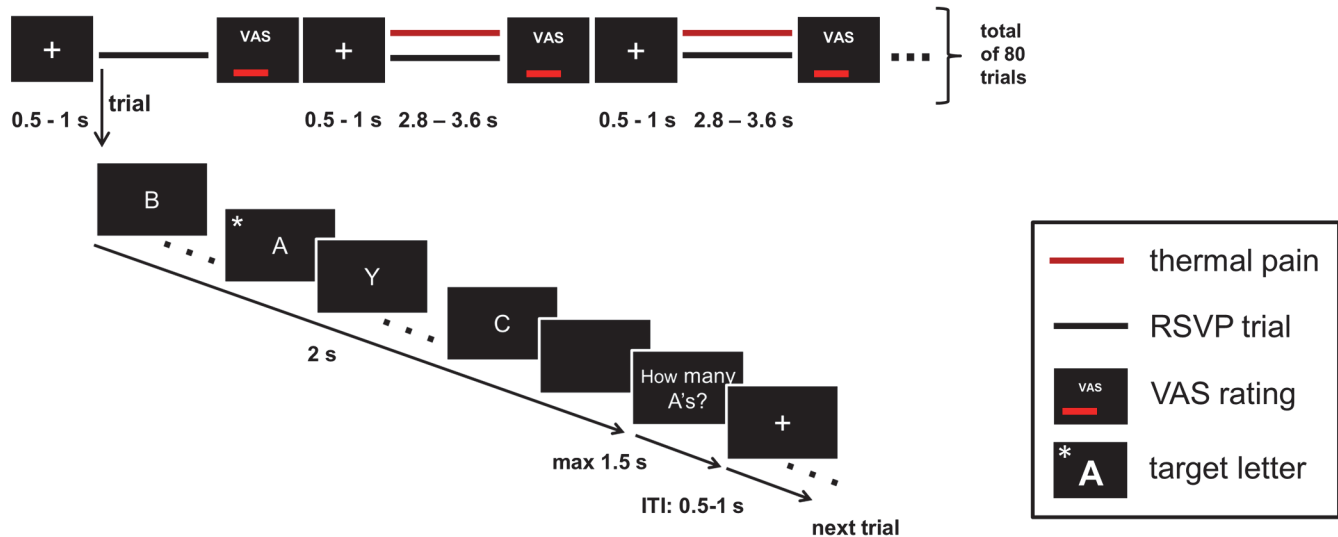 +
VAS
+
VAS
+
VAS
total
of 80
trials
0.5 - 1 s
trial
0.5 - 1 s
2.8 – 3.6 s
0.5 - 1 s
2.8 – 3.6 s
B
*
A
Y
C
How many
A's?
+
2 s
max 1.5 s
ITI: 0.5-1 s
next trial
thermal pain
RSVP trial
VAS
VAS rating
*
A
target letter